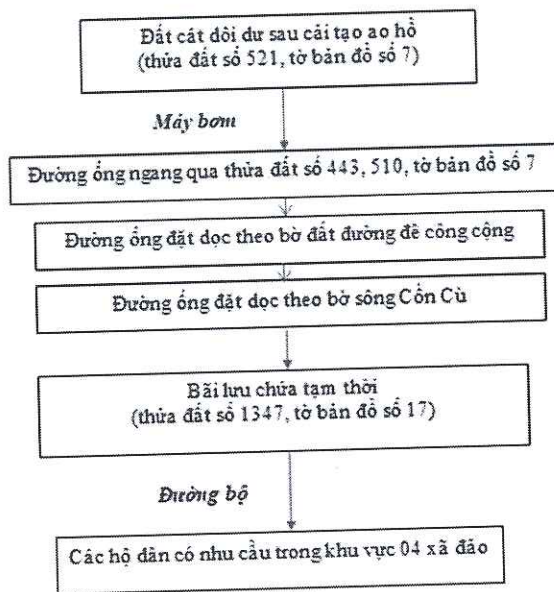 Đất cát dôi dư sau cải tạo ao hồ
(thửa đất số 521, tờ bản đồ số 7)
Máy bơm
Đường ống ngang qua thửa đất số 443, 510, tờ bản đồ số 7
Đường ống đặt dọc theo bờ đất đường đê công cộng
Đường ống đặt dọc theo bờ sông Cồn Cù
Bãi lưu chứa tạm thời
(thửa đất số 1347, tờ bản đồ số 17)
Đường bộ
Các hộ dân có nhu cầu trong khu vực 04 xã đảo